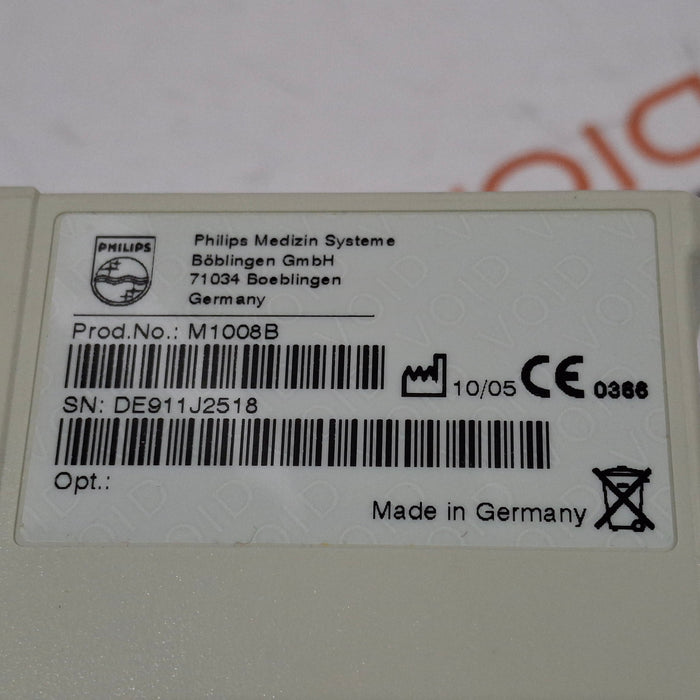 VOID
PHILIPS
Philips Medizin Systeme
Böblingen GmbH
71034 Boeblingen
Germany
Prod.No.: M1008B
10/05 CE 0366
SN: DE911J2518
Opt.:
Made in Germany